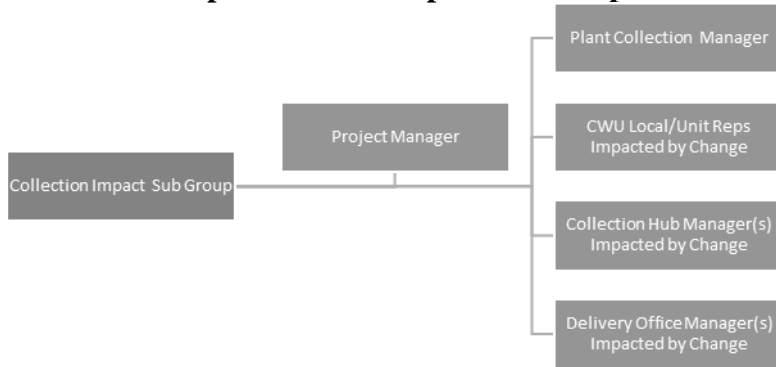 Plant Collection Manager
Project Manager
CWU Local/Unit Reps
Impacted by Change
Collection Impact Sub Group
Collection Hub Manager(s)
Impacted by Change
Delivery Office Manager(s)
Impacted by Change